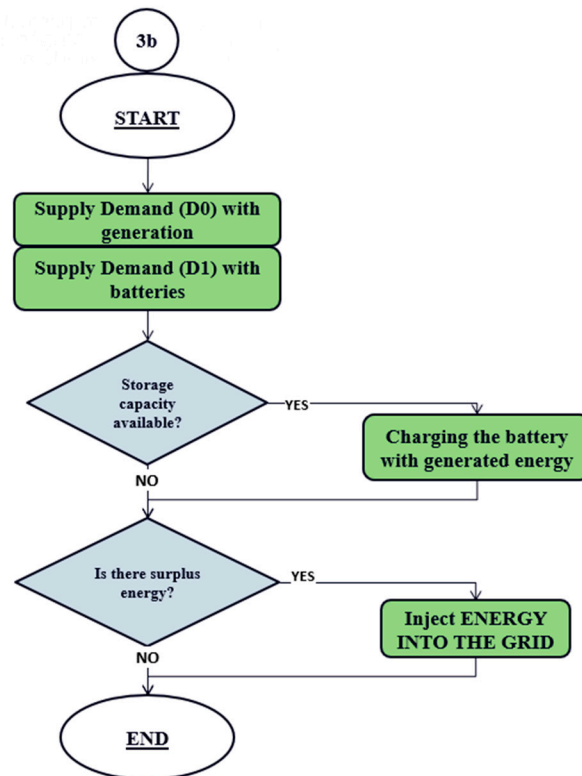 3b
START
Supply Demand (D0) with
generation
Supply Demand (D1) with
batteries
Storage
capacity
available?
YES
Charging the battery
with generated energy
NO
Is there surplus
energy?
YES
Inject ENERGY
INTO THE GRID
NO
END